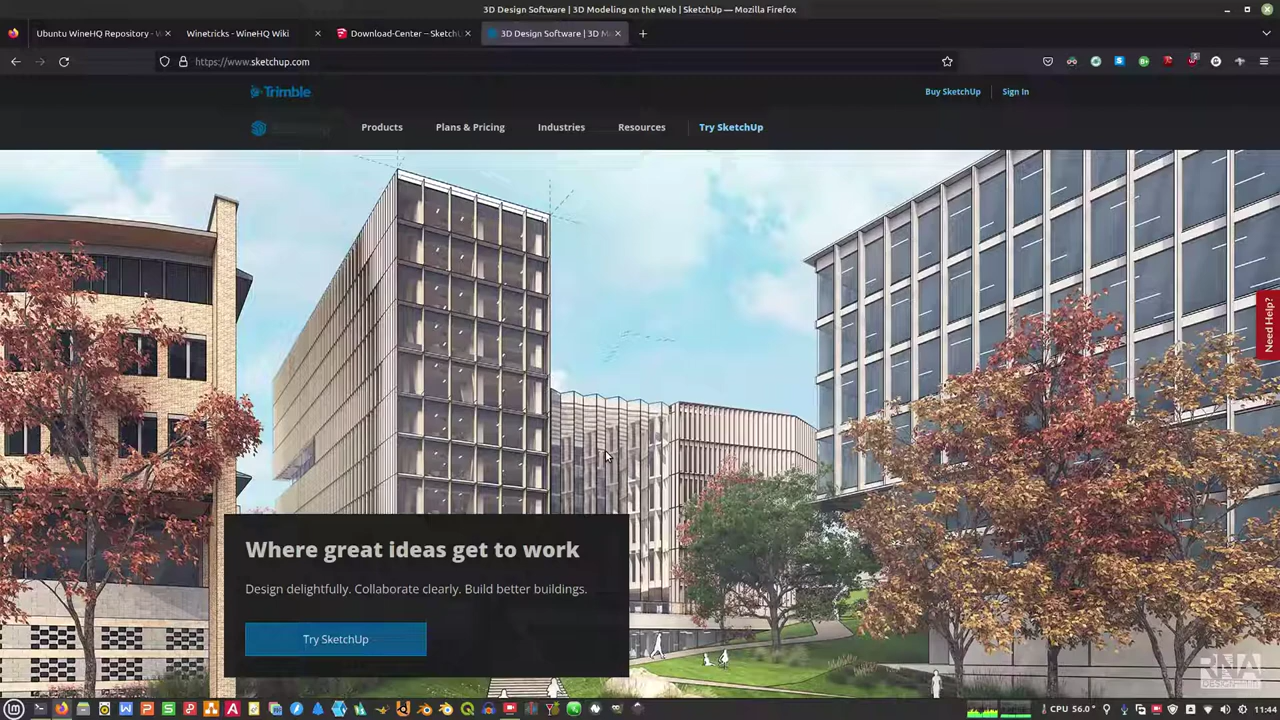 3D Design Software | 3D Modeling on the Web | SketchUp — Mozilla Firefox
Ubuntu WineHQ Repository - 
Winetricks - WineHQ Wiki
Download-Center – SketchU
3D Design Software | 3D M
https://www.sketchup.com
Trimble
Buy SketchUp
Sign In
Products
Plans & Pricing
Industries
Resources
Try SketchUp
Need Help?
Where great ideas get to work
Design delightfully. Collaborate clearly. Build better buildings.
Try SketchUp
RNA
DESIGN
CPU 56.0°
11:44